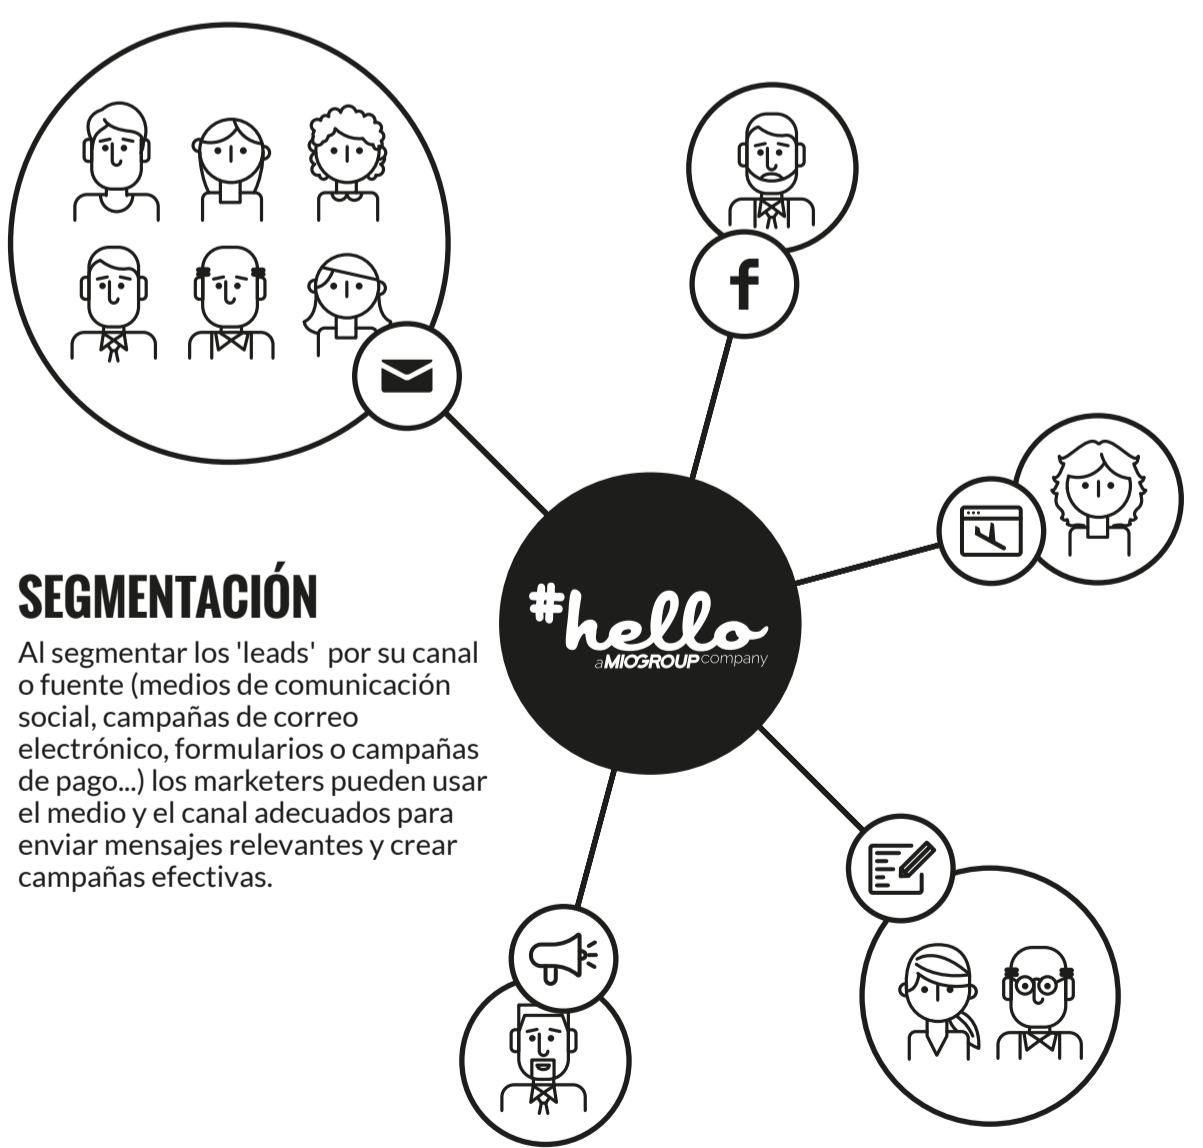 f
#hello
a MIOGROUP company
SEGMENTACIÓN
Al segmentar los 'leads' por su canal
o fuente (medios de comunicación
social, campañas de correo
electrónico, formularios o campañas
de pago...) los marketers pueden usar
el medio y el canal adecuados para
enviar mensajes relevantes y crear
campañas efectivas.